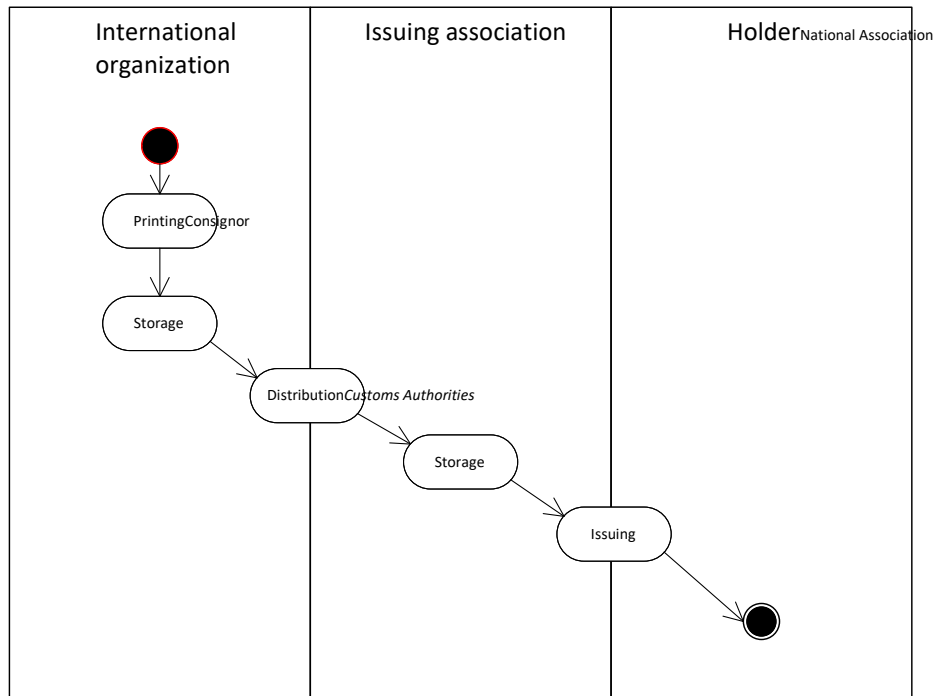 International
organization
Issuing association
HolderNational Association
PrintingConsignor
Storage
DistributionCustoms Authorities
Storage
Issuing